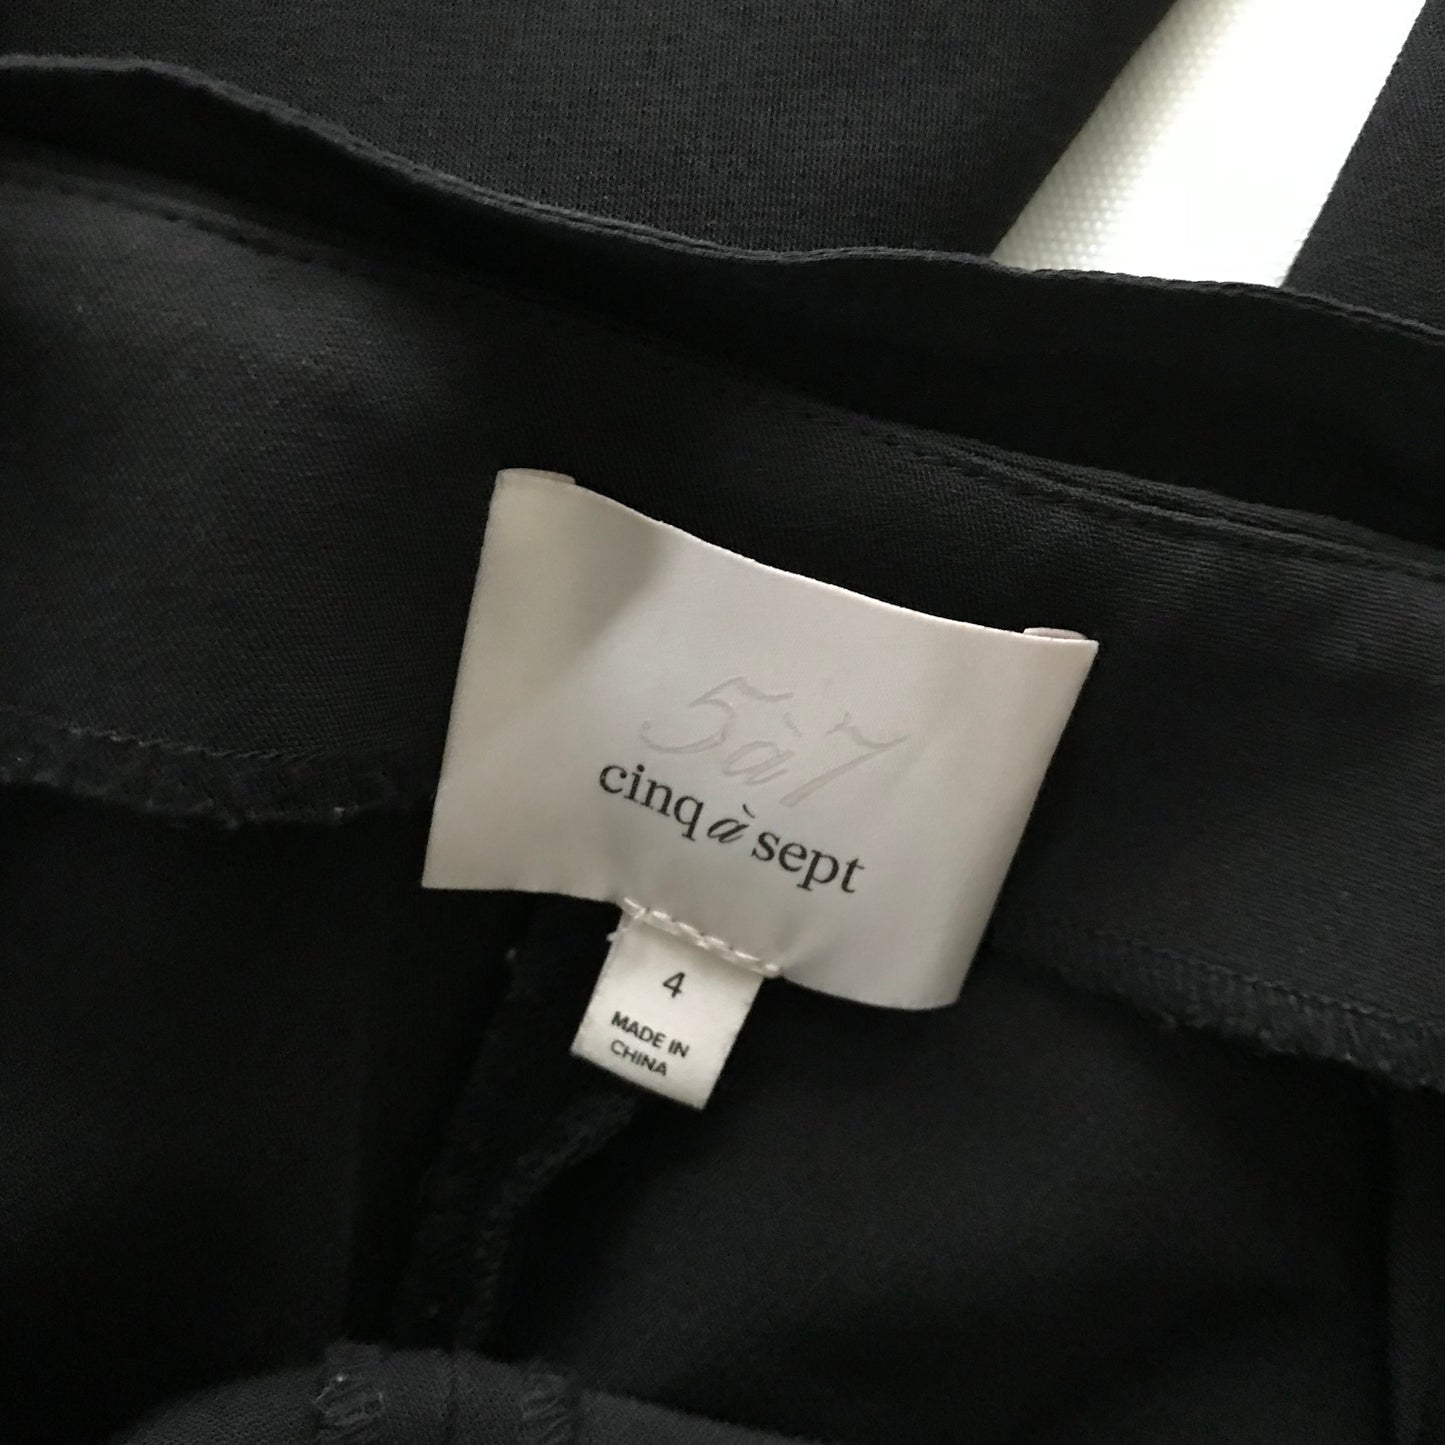 5à7
cinq à sept
4
MADE IN
CHINA